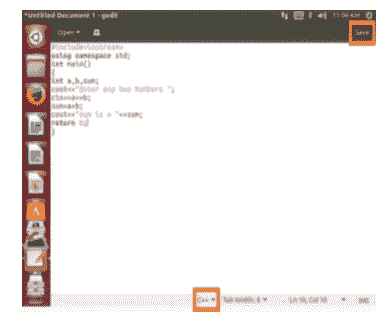 *Untitled Document 1 - gedit
11:06 AM
Open ▾
Save
#include<iostream>
using namespace std;
int main()
{
int a,b,sum;
cout<<"Enter any two numbers ";
cin>>a>>b;
sum=a+b;
cout<<"sum is = "<<sum;
return 0;
}
C++ ▾ Tab Width: 8 ▾ Ln 10, Col 10 ▾ INS